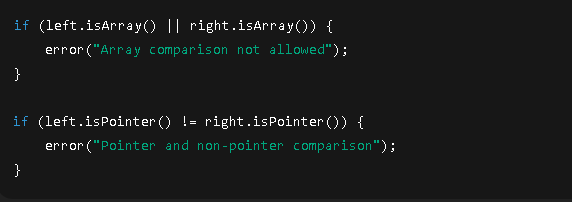 if (left.isArray() || right.isArray()) {
    error("Array comparison not allowed");
}
if (left.isPointer() != right.isPointer()) {
    error("Pointer and non-pointer comparison");
}